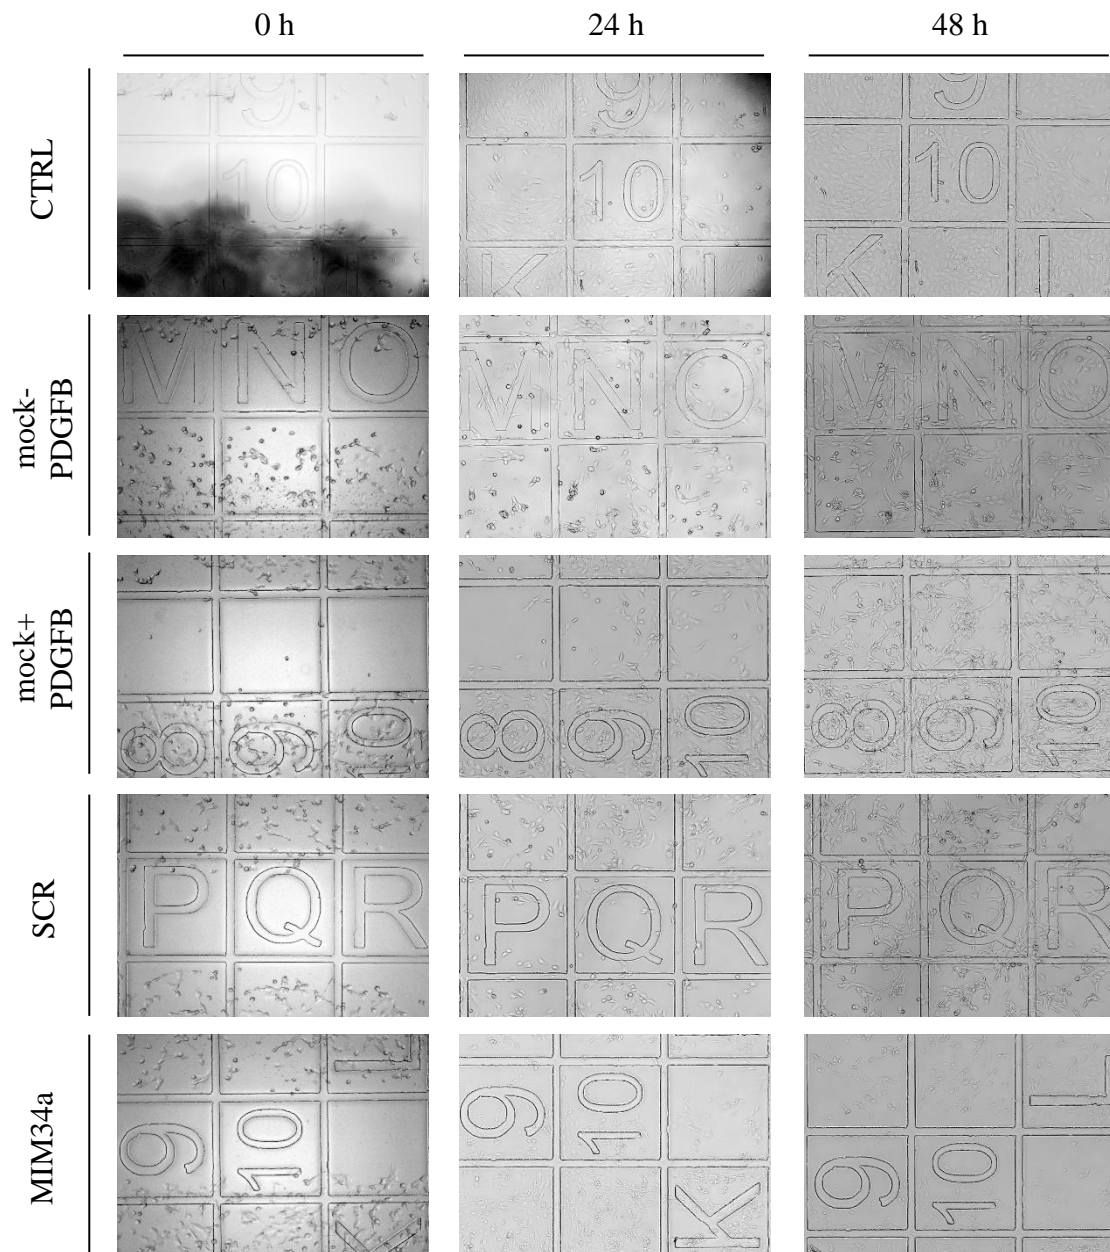 0 h 24 h 48 h
CTRL
9 9 9
10 10 10
K K
mock-
PDGFB
M N O M N O M N O
mock+
PDGFB
8 9 10 8 9 10 8 9 10
SCR
P Q R P Q R P Q R
MIM34a
L L
9 10 9 10 9 10
K K